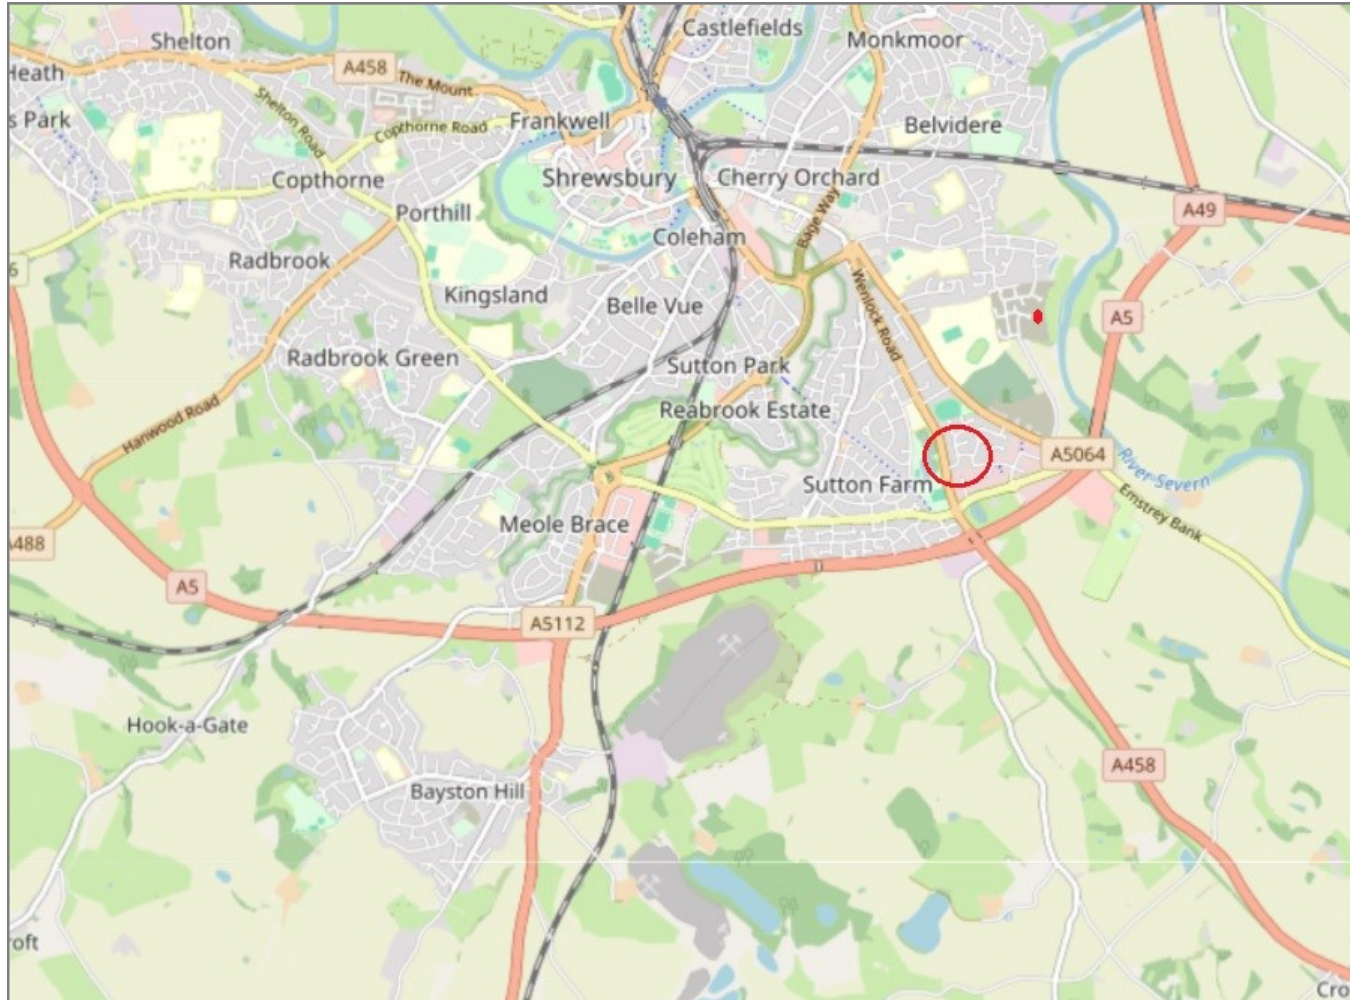 Castlefields
Shelton
Monkmoor
A458
Heath
The Mount
Shelton Road
s Park
Frankwell
Copthorne Road
Belvidere
Copthorne
Shrewsbury
Cherry Orchard
A49
Porthill
Bage Way
Coleham
Radbrook
6
Kingsland
Belle Vue
Wenlock Road
A5
Radbrook Green
Sutton Park
Reabrook Estate
Hanwood Road
A5064
River Severn
Sutton Farm
Emstrey Bank
Meole Brace
A488
A5
A5112
Hook-a-Gate
A458
Bayston Hill
oft
Cro